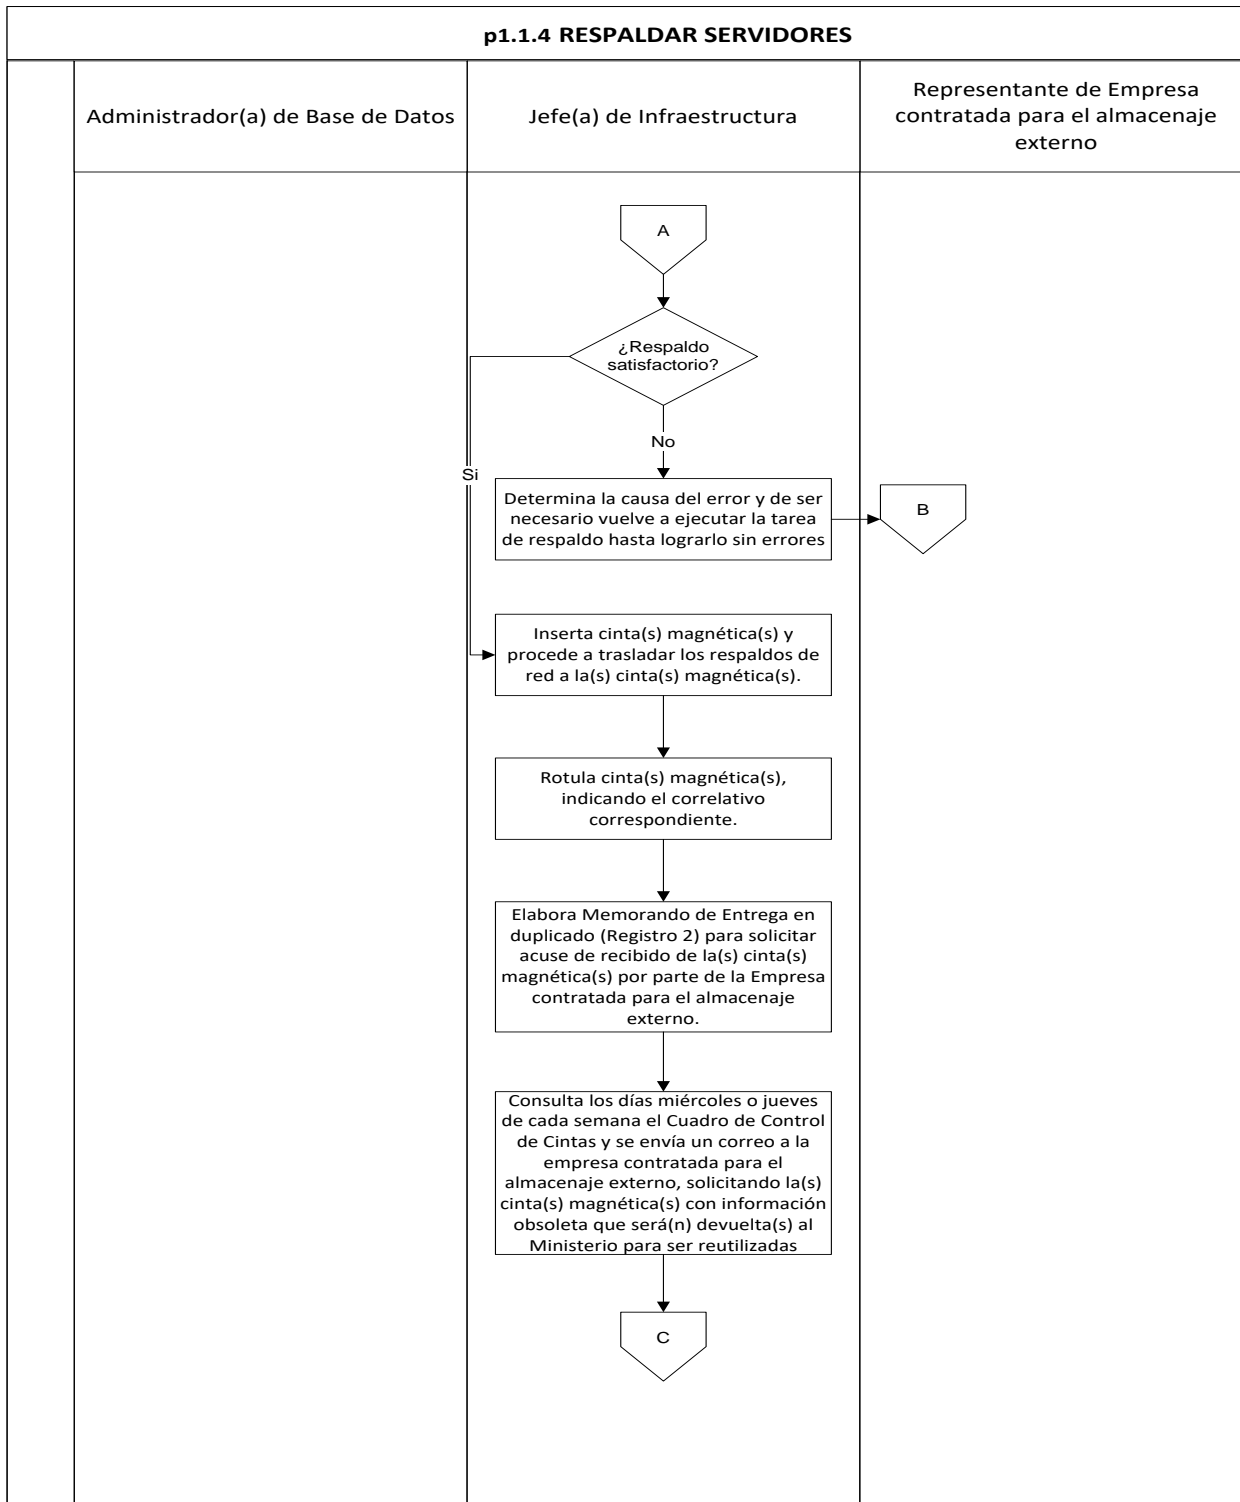 p1.1.4 RESPALDAR SERVIDORES
Administrador(a) de Base de Datos
Jefe(a) de Infraestructura
Representante de Empresa
contratada para el almacenaje
externo
A
¿Respaldo
satisfactorio?
No
Si
Determina la causa del error y de ser
necesario vuelve a ejecutar la tarea
de respaldo hasta lograrlo sin errores
B
Inserta cinta(s) magnética(s) y
procede a trasladar los respaldos de
red a la(s) cinta(s) magnética(s).
Rotula cinta(s) magnética(s),
indicando el correlativo
correspondiente.
Elabora Memorando de Entrega en
duplicado (Registro 2) para solicitar
acuse de recibido de la(s) cinta(s)
magnética(s) por parte de la Empresa
contratada para el almacenaje
externo.
Consulta los días miércoles o jueves
de cada semana el Cuadro de Control
de Cintas y se envía un correo a la
empresa contratada para el
almacenaje externo, solicitando la(s)
cinta(s) magnética(s) con información
obsoleta que será(n) devuelta(s) al
Ministerio para ser reutilizadas
C